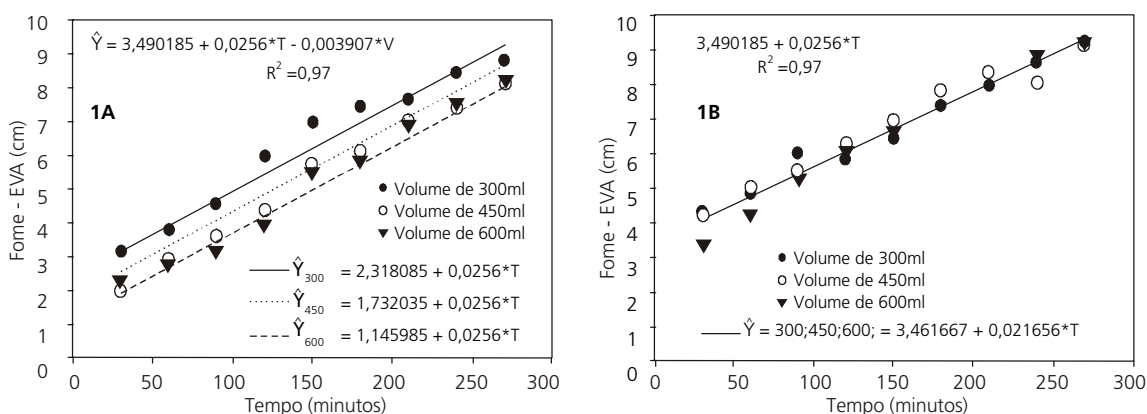 10
9
8
7
6
5
4
3
2
1
0
Fome - EVA (cm)
Ŷ = 3,490185 + 0,0256*T - 0,003907*V
R² =0,97
1A
Volume de 300ml
Volume de 450ml
Volume de 600ml
Ŷ300 = 2,318085 + 0,0256*T
Ŷ450 = 1,732035 + 0,0256*T
Ŷ600 = 1,145985 + 0,0256*T
0 50 100 150 200 250 300
Tempo (minutos)
10
9
8
7
6
5
4
3
2
1
0
Fome - EVA (cm)
3,490185 + 0,0256*T
R² =0,97
1B
Volume de 300ml
Volume de 450ml
Volume de 600ml
Ŷ = 300;450;600; = 3,461667 + 0,021656*T
0 50 100 150 200 250 300
Tempo (minutos)